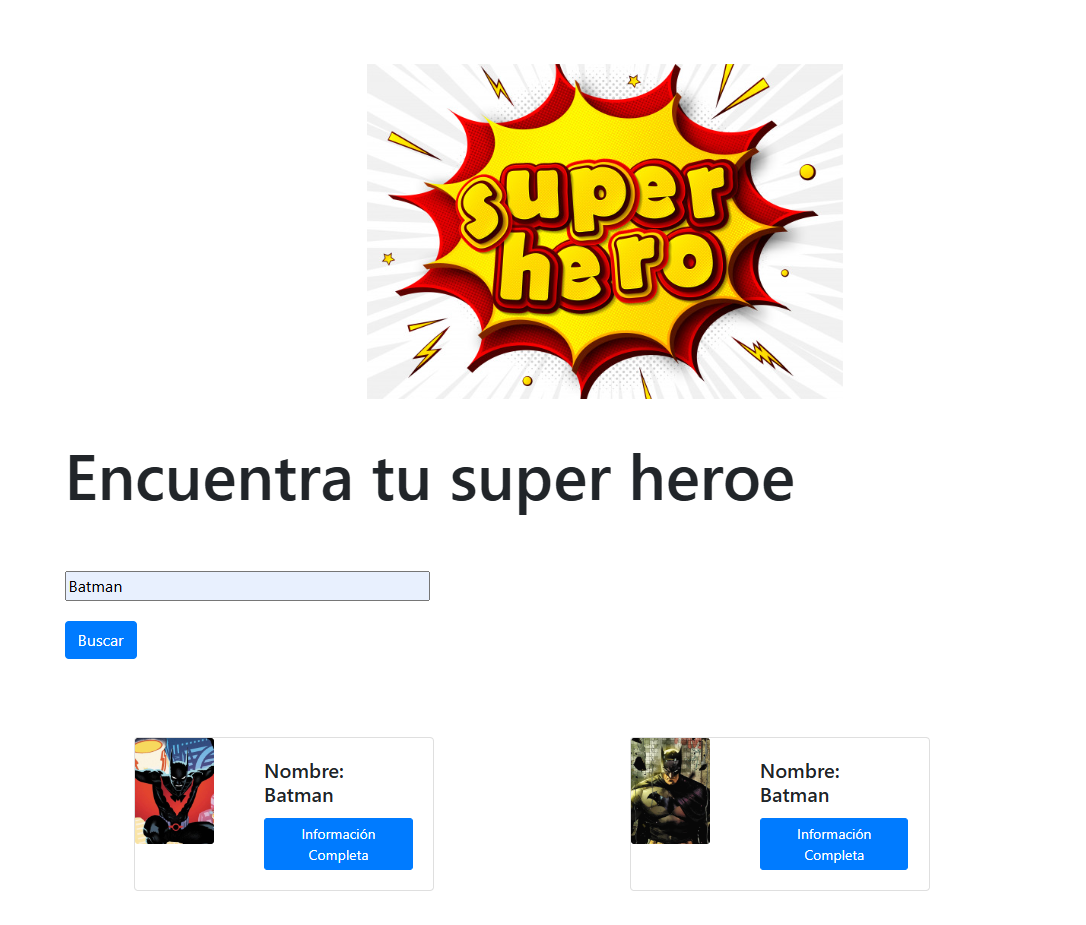 super
hero
Encuentra tu super heroe
Batman
Buscar
Nombre:
Batman
Información
Completa
Nombre:
Batman
Información
Completa